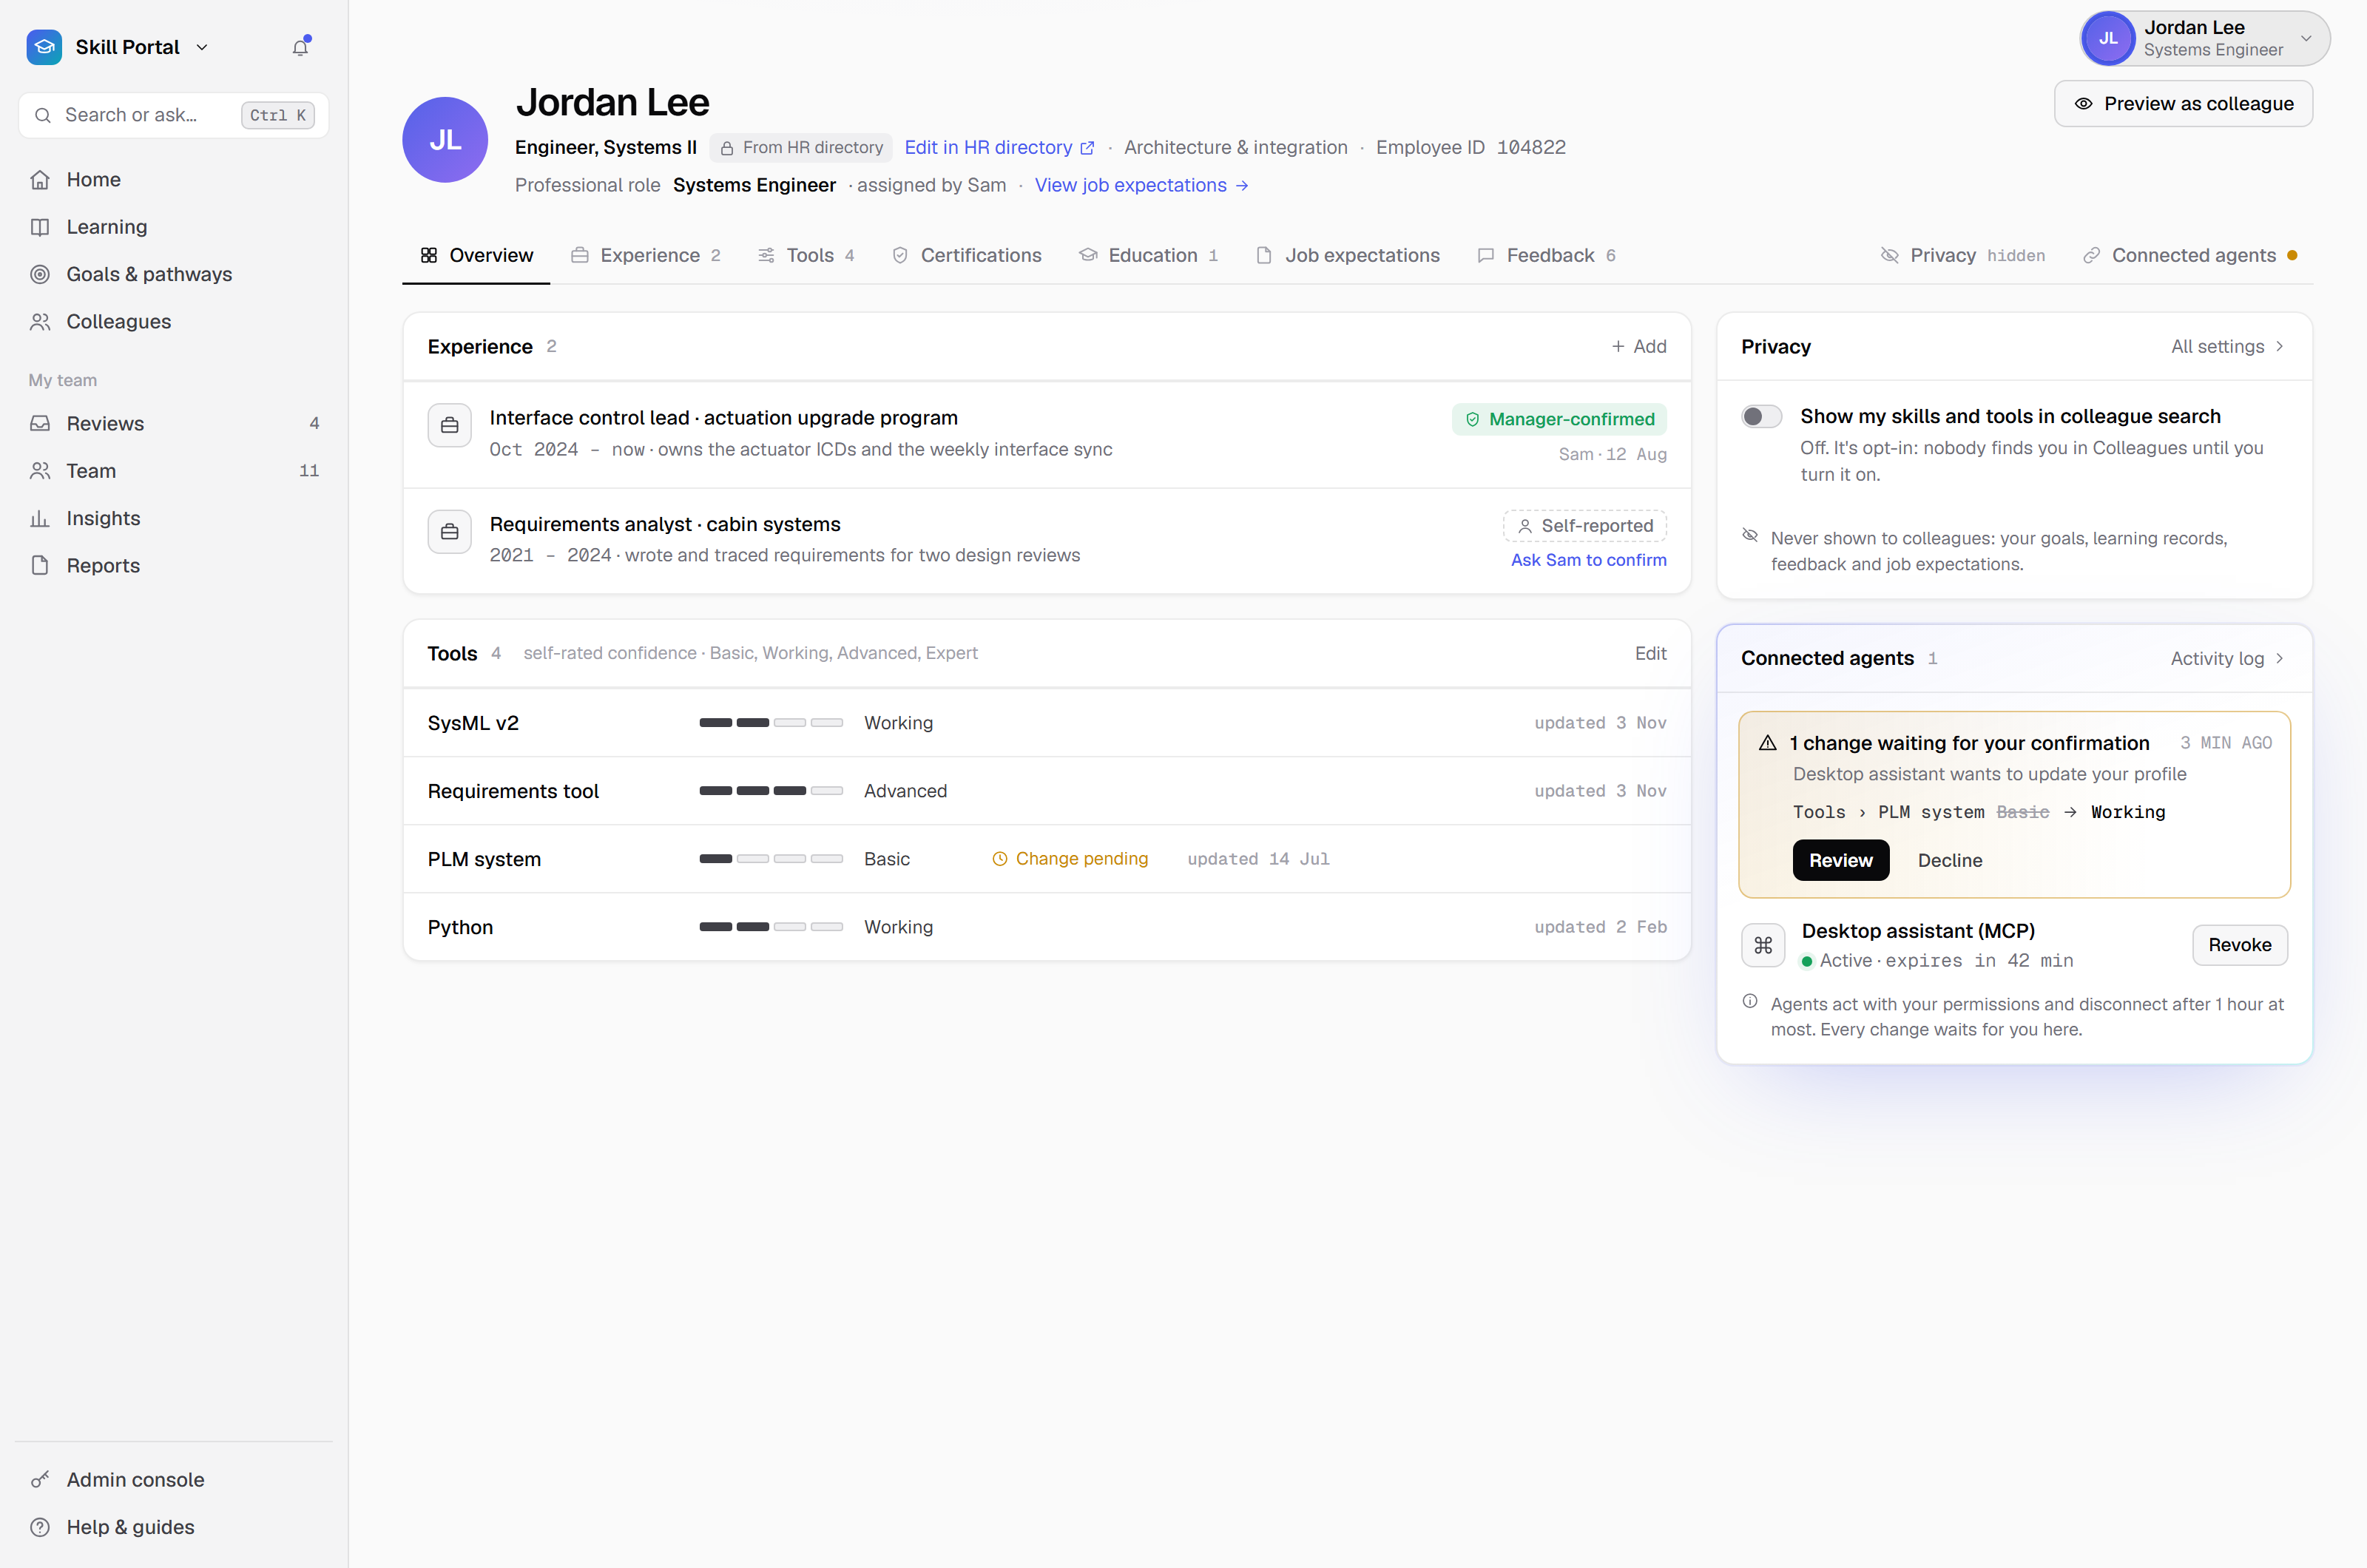 Skill Portal
Search or ask... Ctrl K
Home
Learning
Goals & pathways
Colleagues
My team
Reviews 4
Team 11
Insights
Reports
Admin console
Help & guides
JL Jordan Lee
Systems Engineer
Preview as colleague
JL
Jordan Lee
Engineer, Systems II From HR directory Edit in HR directory · Architecture & integration · Employee ID 104822
Professional role Systems Engineer · assigned by Sam · View job expectations →
Overview Experience 2 Tools 4 Certifications Education 1 Job expectations Feedback 6 Privacy hidden Connected agents
Experience 2 + Add
Interface control lead · actuation upgrade program Manager-confirmed
Oct 2024 – now · owns the actuator ICDs and the weekly interface sync Sam · 12 Aug
Requirements analyst · cabin systems Self-reported
2021 – 2024 · wrote and traced requirements for two design reviews Ask Sam to confirm
Tools 4 self-rated confidence · Basic, Working, Advanced, Expert Edit
SysML v2 Working updated 3 Nov
Requirements tool Advanced updated 3 Nov
PLM system Basic Change pending updated 14 Jul
Python Working updated 2 Feb
Privacy All settings
Show my skills and tools in colleague search
Off. It's opt-in: nobody finds you in Colleagues until you
turn it on.
Never shown to colleagues: your goals, learning records,
feedback and job expectations.
Connected agents 1 Activity log
1 change waiting for your confirmation 3 MIN AGO
Desktop assistant wants to update your profile
Tools › PLM system Basic → Working
Review Decline
Desktop assistant (MCP)
Active · expires in 42 min Revoke
Agents act with your permissions and disconnect after 1 hour at
most. Every change waits for you here.